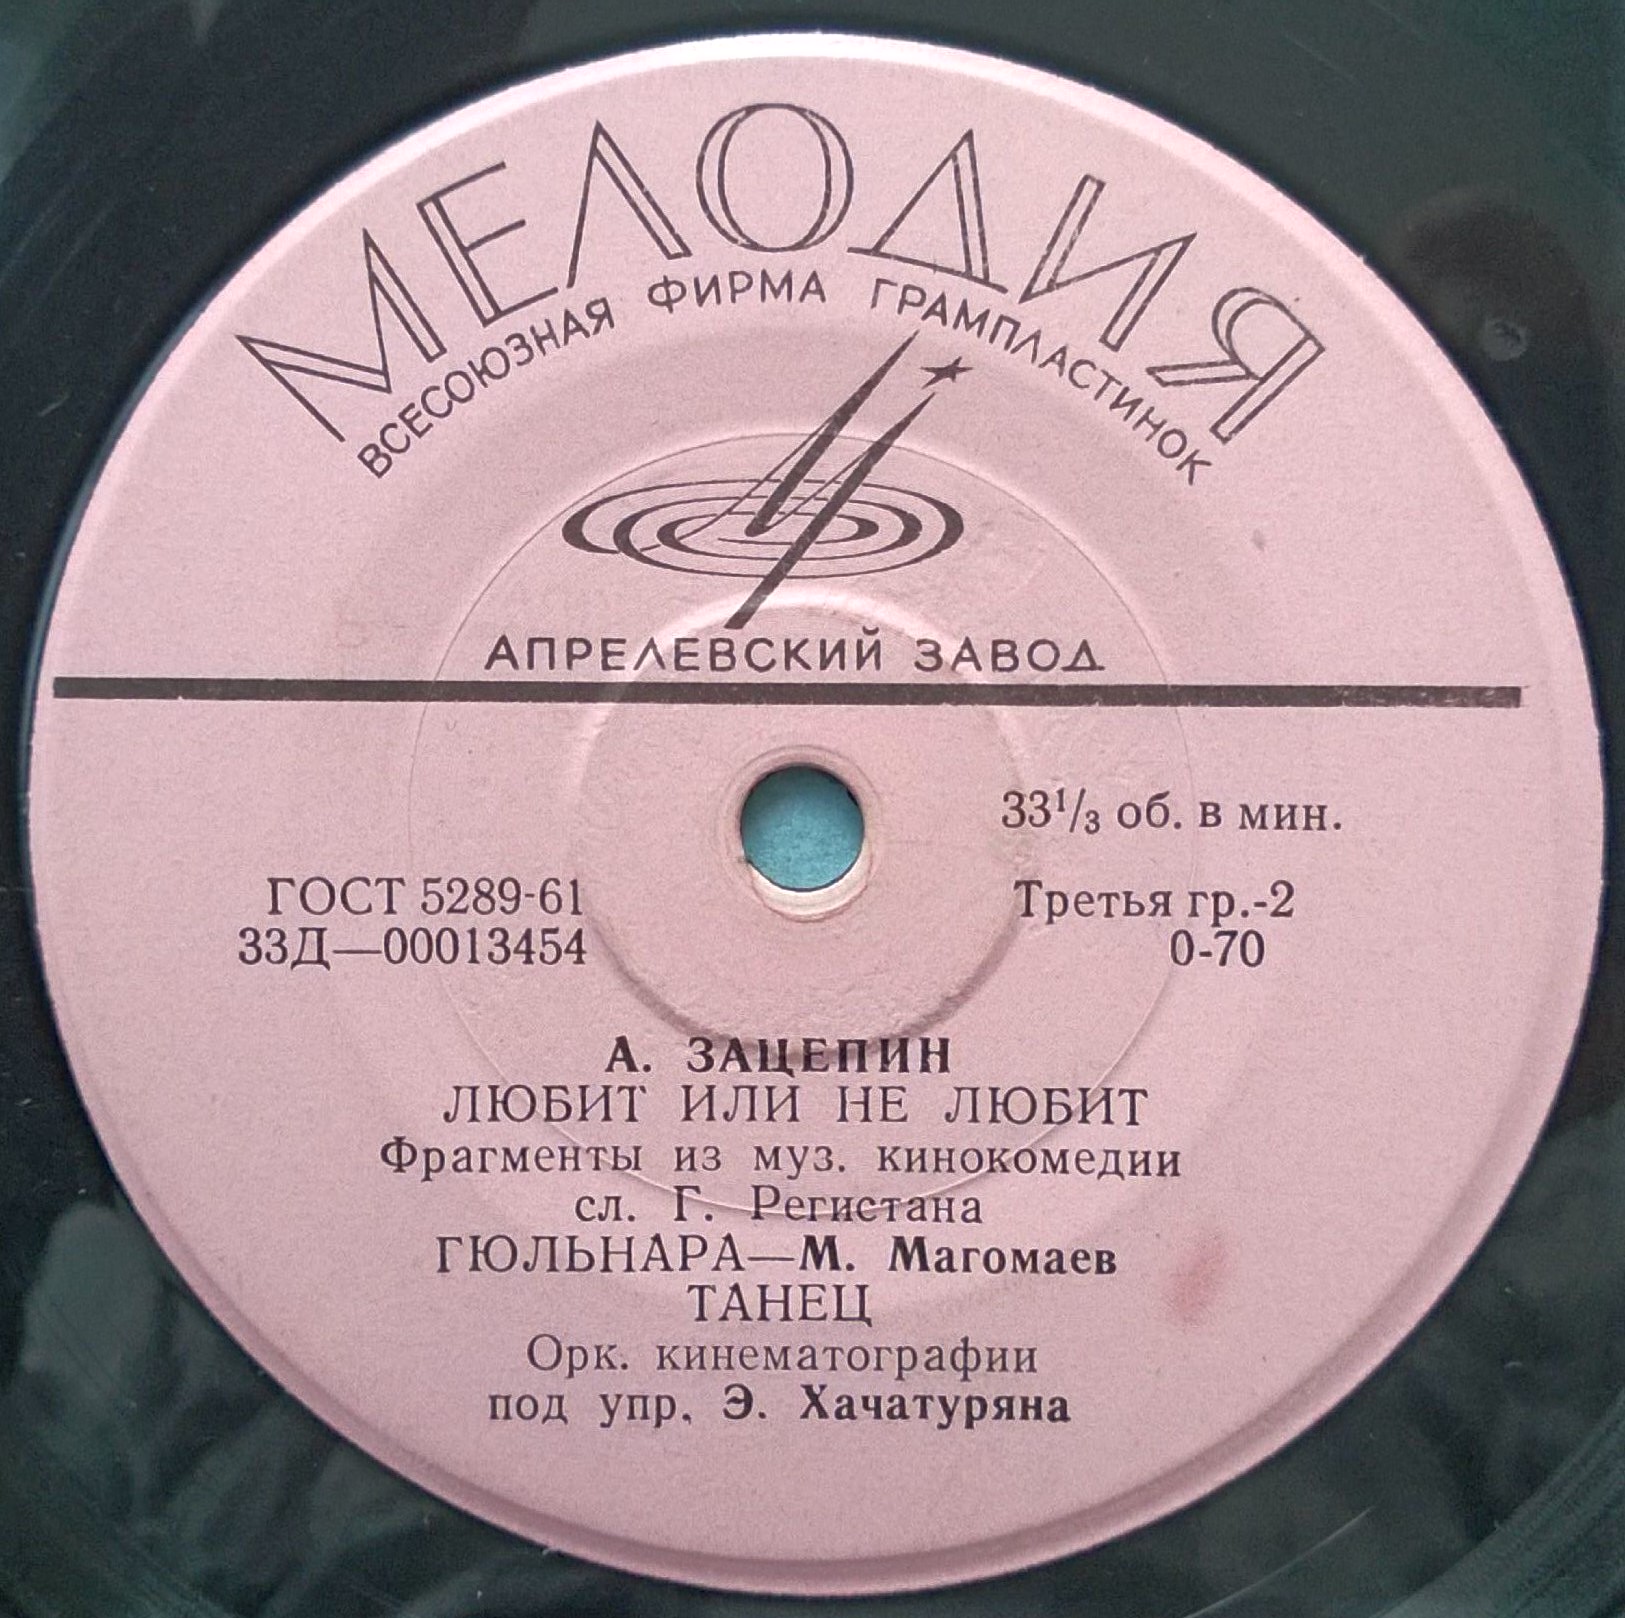 МЕЛОДИЯ
ВСЕСОЮЗНАЯ ФИРМА ГРАМПЛАСТИНОК
АПРЕЛЕВСКИЙ ЗАВОД
33⅓ об. в мин.
ГОСТ 5289-61
Третья гр.-2
33Д—00013454
0-70
А. ЗАЦЕПИН
ЛЮБИТ ИЛИ НЕ ЛЮБИТ
Фрагменты из муз. кинокомедии
сл. Г. Регистана
ГЮЛЬНАРА—М. Магомаев
ТАНЕЦ
Орк. кинематографии
под упр. Э. Хачатуряна